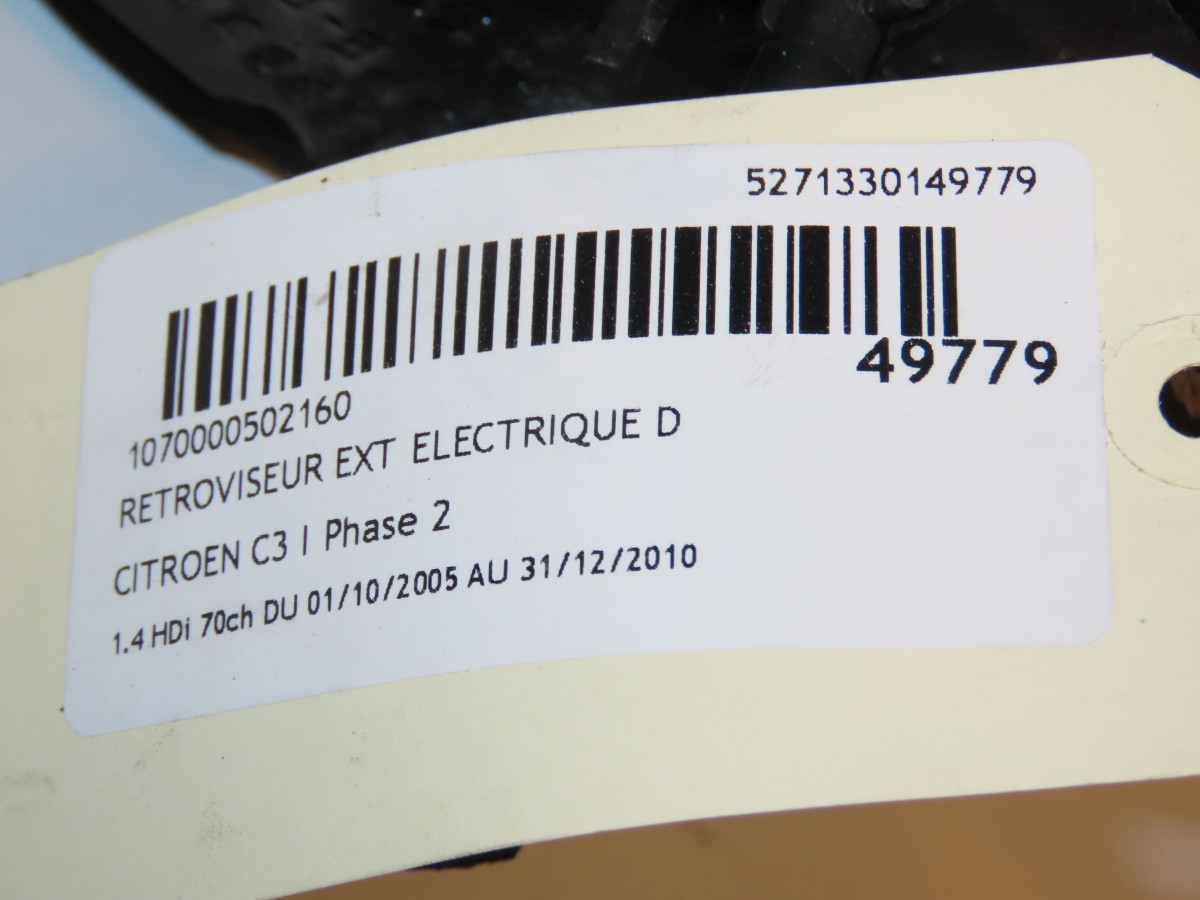 5271330149779
49779
1070000502160
RETROVISEUR EXT ELECTRIQUE D
CITROEN C3 I Phase 2
1.4 HDi 70ch DU 01/10/2005 AU 31/12/2010